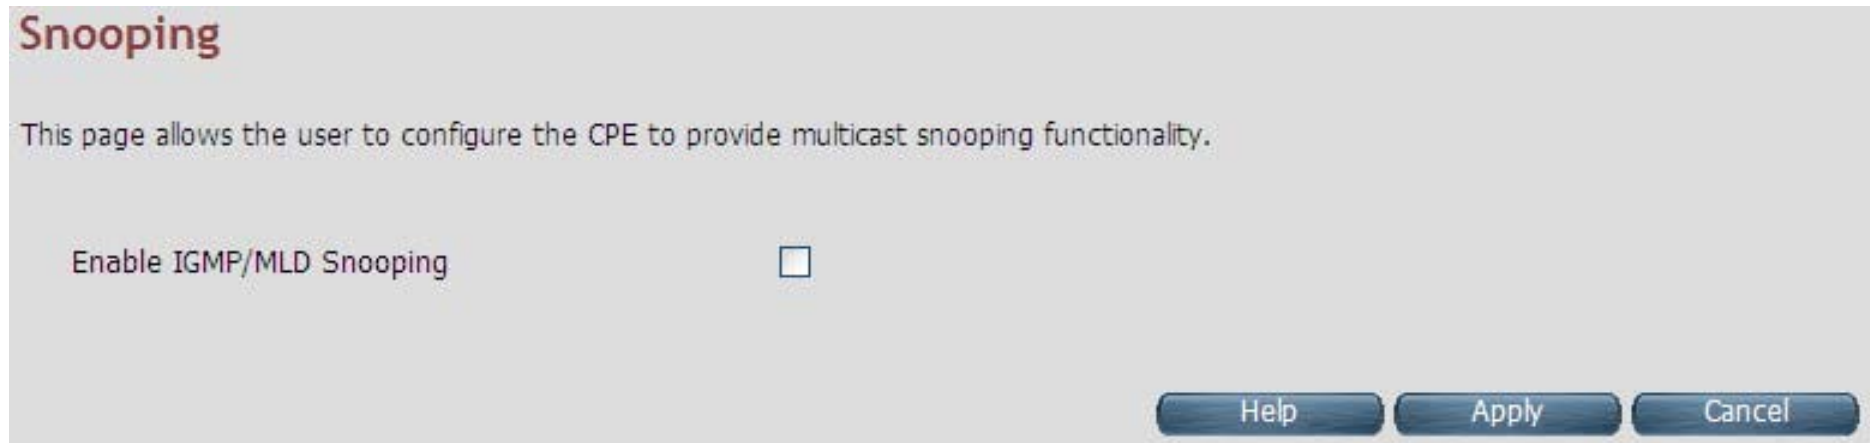 Snooping
This page allows the user to configure the CPE to provide multicast snooping functionality.
Enable IGMP/MLD Snooping
Help Apply Cancel